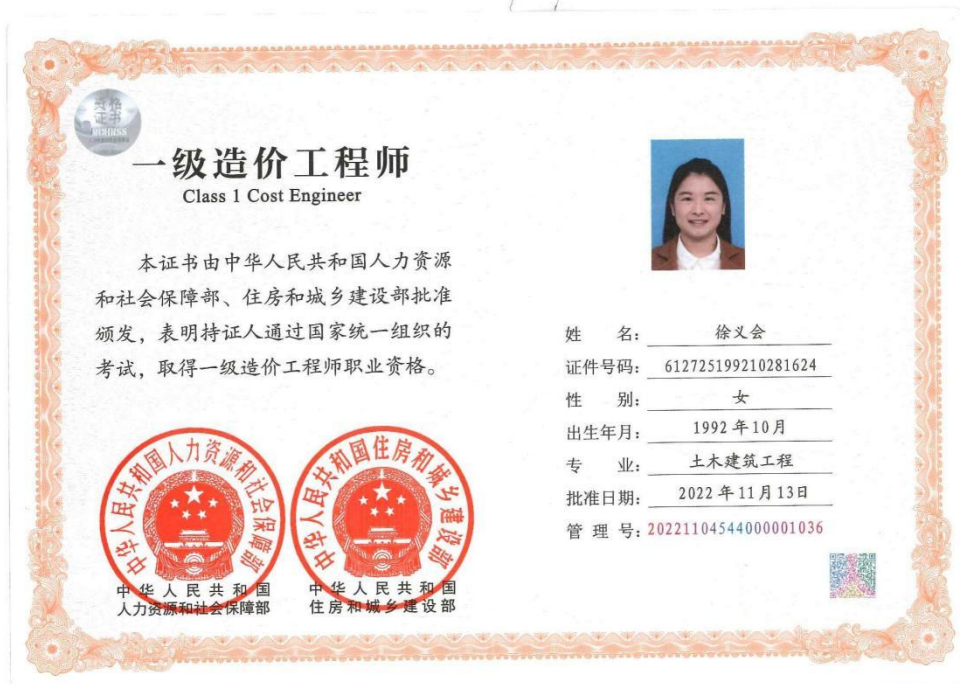 资格
证书
MOHRSS
一级造价工程师
Class 1 Cost Engineer
本证书由中华人民共和国人力资源
和社会保障部、住房和城乡建设部批准
颁发，表明持证人通过国家统一组织的
考试，取得一级造价工程师职业资格。
中华人民共和国人力资源和社会保障部
中华人民共和国住房和城乡建设部
中华人民共和国
人力资源和社会保障部
中华人民共和国
住房和城乡建设部
姓 名：徐义会
证件号码：612725199210281624
性 别：女
出生年月：1992年10月
专 业：土木建筑工程
批准日期：2022年11月13日
管 理 号：20221104544000001036